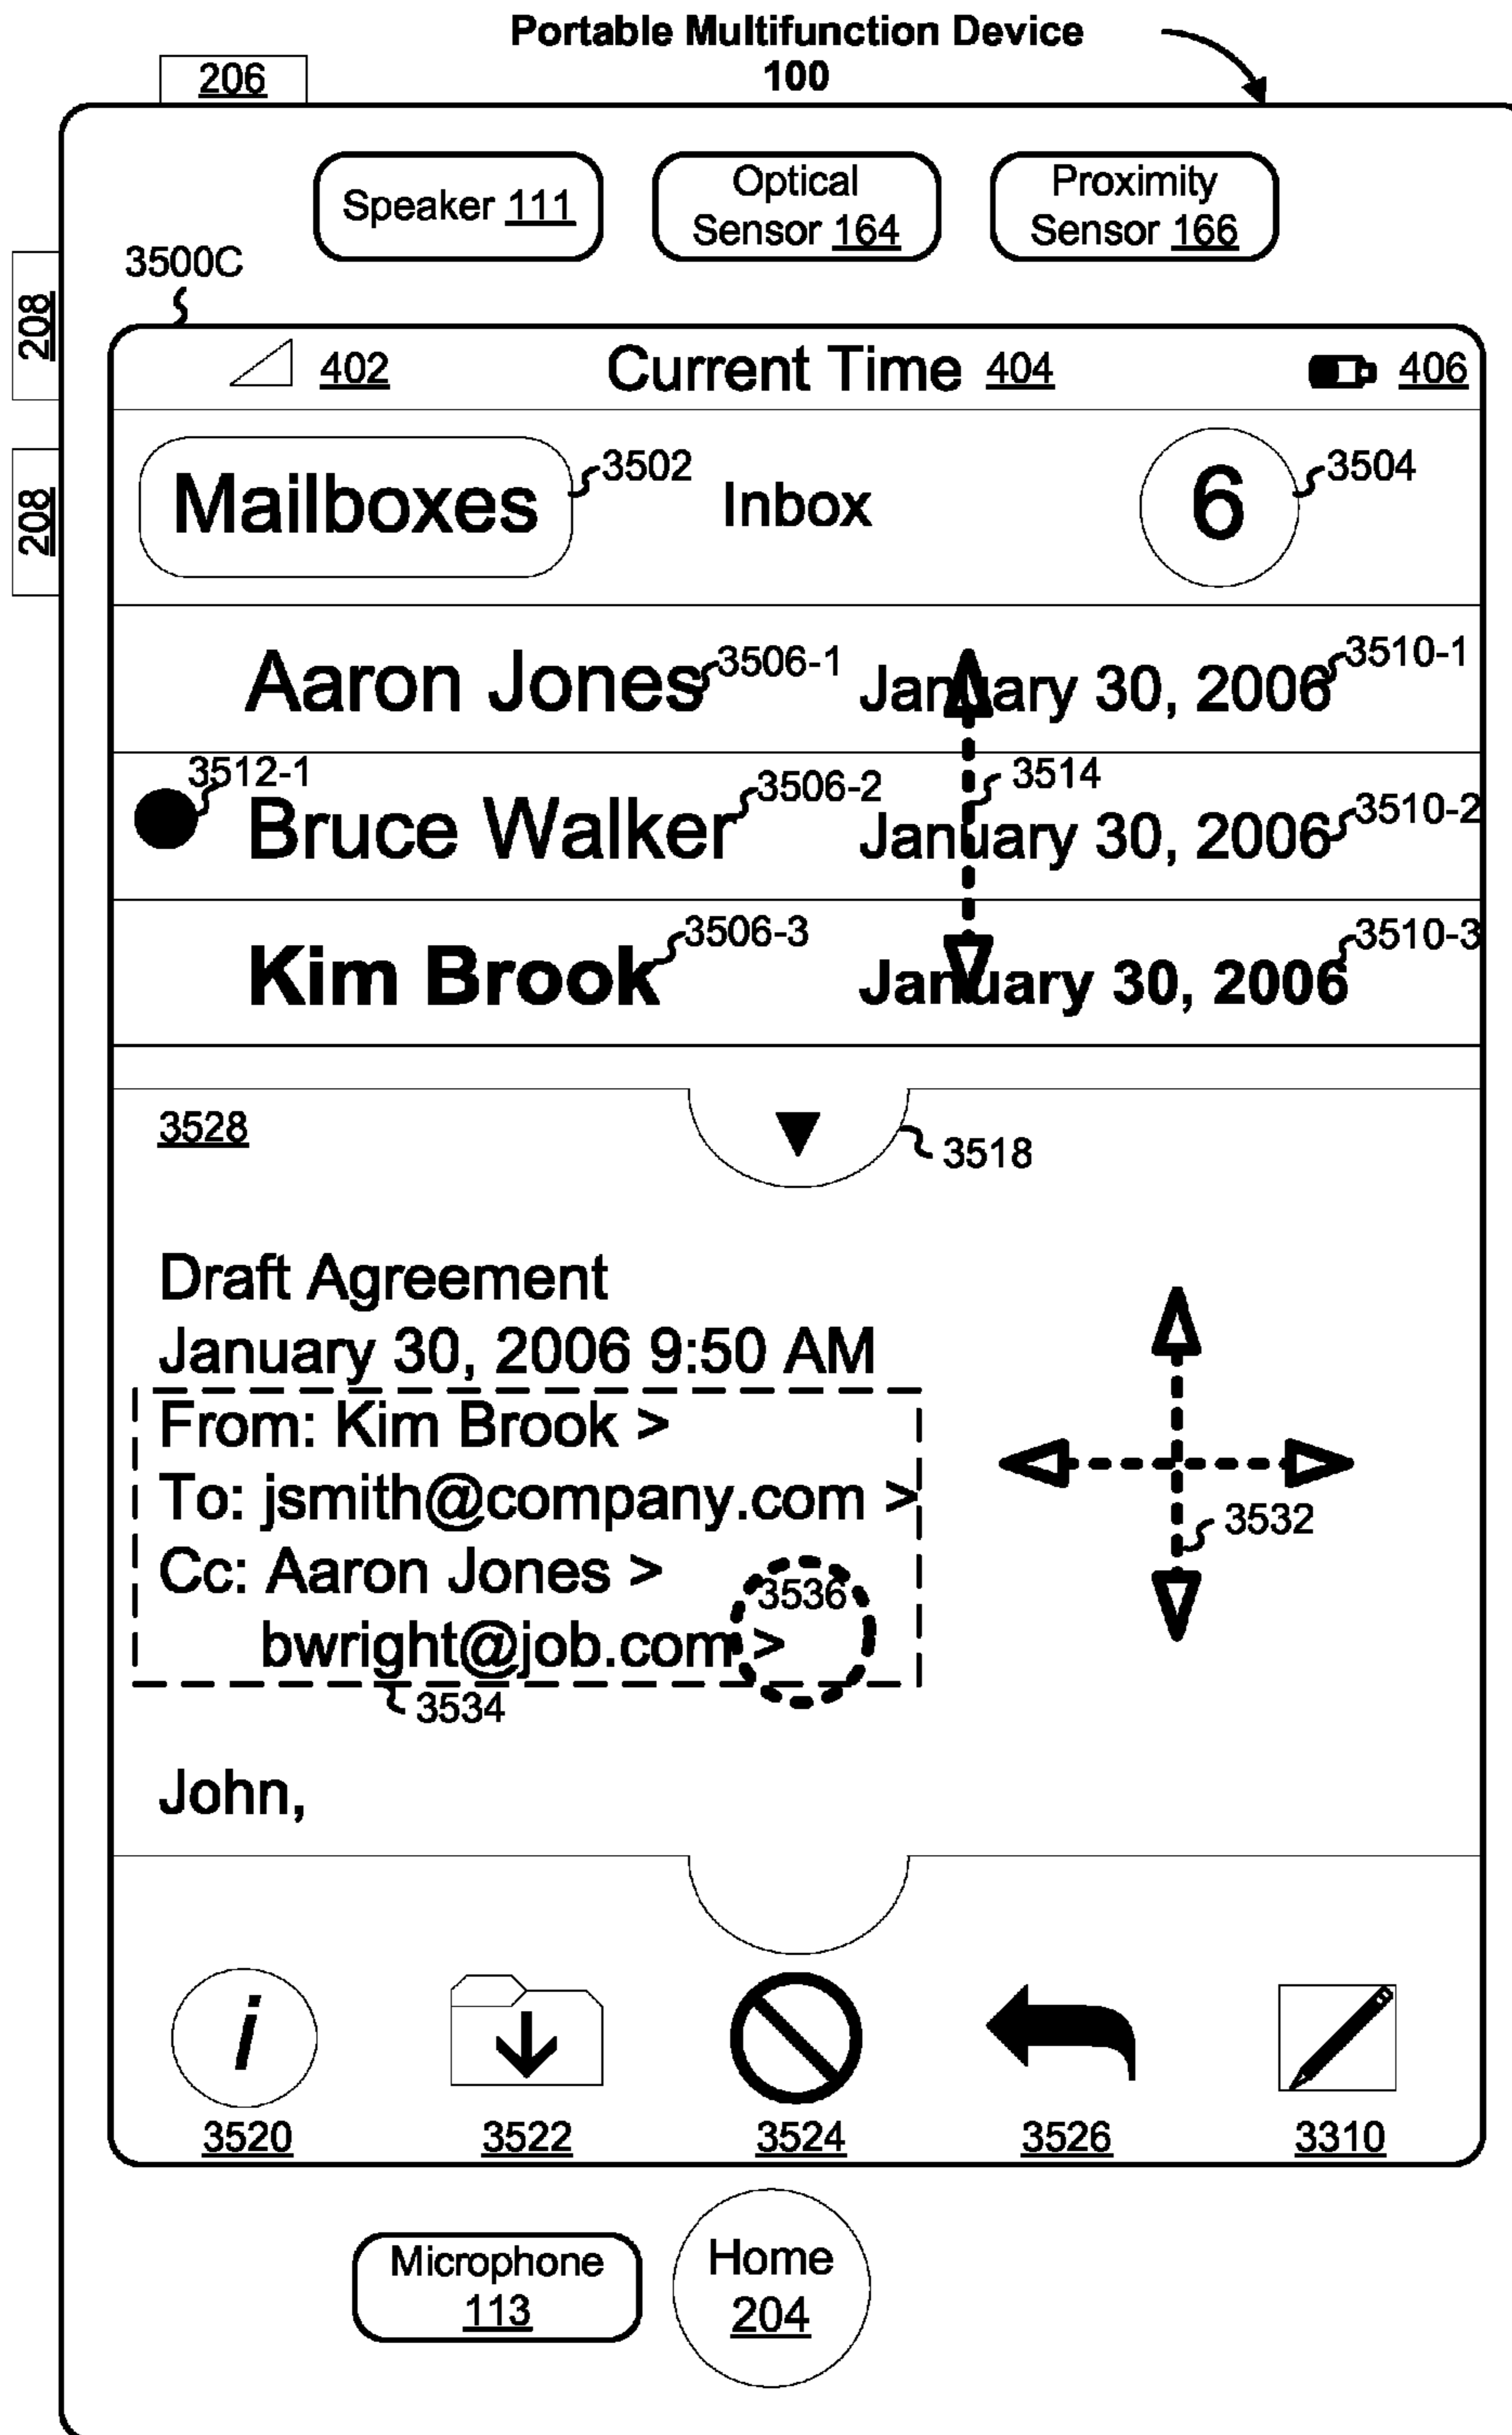 Portable Multifunction Device
100
206
Speaker 111
Optical
Sensor 164
Proximity
Sensor 166
3500C
208
208
402
Current Time 404
406
Mailboxes
3502
Inbox
6
3504
Aaron Jones
3506-1
January 30, 2006
3510-1
3512-1
Bruce Walker
3506-2
3514
January 30, 2006
3510-2
Kim Brook
3506-3
January 30, 2006
3510-3
3528
3518
Draft Agreement
January 30, 2006 9:50 AM
From: Kim Brook >
To: jsmith@company.com >
3532
Cc: Aaron Jones >
3536
bwright@job.com >
3534
John,
i
3520
3522
3524
3526
3310
Microphone
113
Home
204